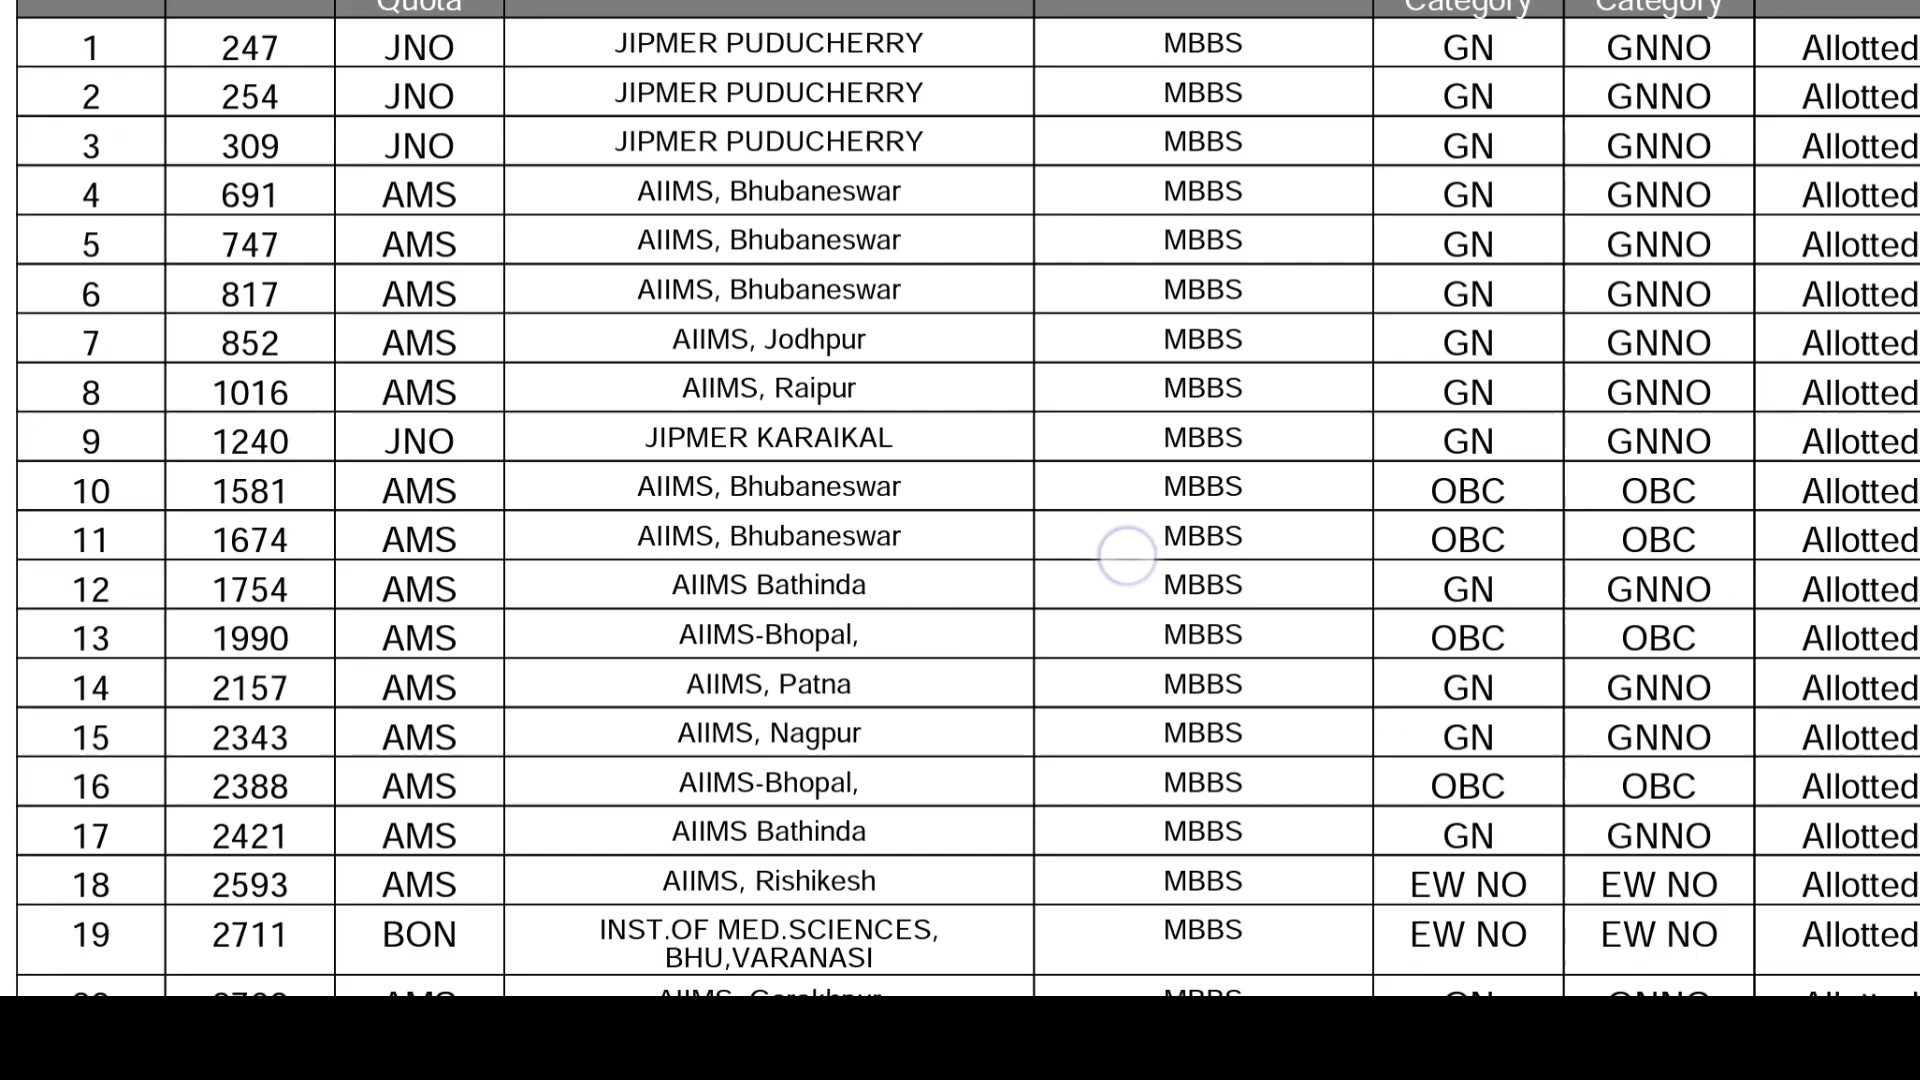 Quota Category Category
1 247 JNO JIPMER PUDUCHERRY MBBS GN GNNO Allotted
2 254 JNO JIPMER PUDUCHERRY MBBS GN GNNO Allotted
3 309 JNO JIPMER PUDUCHERRY MBBS GN GNNO Allotted
4 691 AMS AIIMS, Bhubaneswar MBBS GN GNNO Allotted
5 747 AMS AIIMS, Bhubaneswar MBBS GN GNNO Allotted
6 817 AMS AIIMS, Bhubaneswar MBBS GN GNNO Allotted
7 852 AMS AIIMS, Jodhpur MBBS GN GNNO Allotted
8 1016 AMS AIIMS, Raipur MBBS GN GNNO Allotted
9 1240 JNO JIPMER KARAIKAL MBBS GN GNNO Allotted
10 1581 AMS AIIMS, Bhubaneswar MBBS OBC OBC Allotted
11 1674 AMS AIIMS, Bhubaneswar MBBS OBC OBC Allotted
12 1754 AMS AIIMS Bathinda MBBS GN GNNO Allotted
13 1990 AMS AIIMS-Bhopal, MBBS OBC OBC Allotted
14 2157 AMS AIIMS, Patna MBBS GN GNNO Allotted
15 2343 AMS AIIMS, Nagpur MBBS GN GNNO Allotted
16 2388 AMS AIIMS-Bhopal, MBBS OBC OBC Allotted
17 2421 AMS AIIMS Bathinda MBBS GN GNNO Allotted
18 2593 AMS AIIMS, Rishikesh MBBS EW NO EW NO Allotted
19 2711 BON INST.OF MED.SCIENCES, MBBS EW NO EW NO Allotted
BHU,VARANASI
AMS AIIMS, Gorakhpur MBBS GN GNNO Allotted